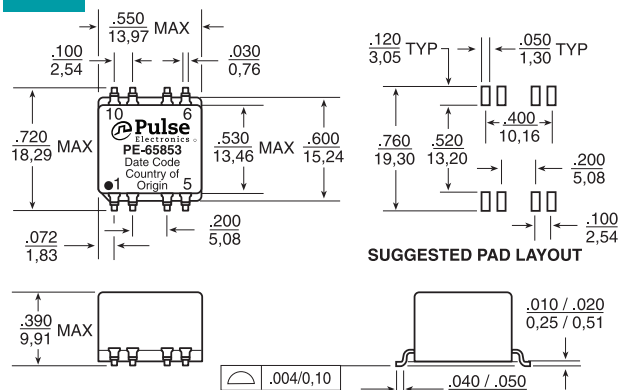 .550
13,97 MAX
.100
2,54
.030
0,76
.120
3,05 TYP
.050
1,30 TYP
10 6
Pulse
Electronics
PE-65853
Date Code
Country of
Origin
1 5
.720
18,29 MAX
.530
13,46 MAX
.600
15,24
.760
19,30
.520
13,20
.400
10,16
.200
5,08
.100
2,54
.072
1,83
.200
5,08
SUGGESTED PAD LAYOUT
.390
9,91 MAX
.004/0,10
.010 / .020
0,25 / 0,51
.040 / .050